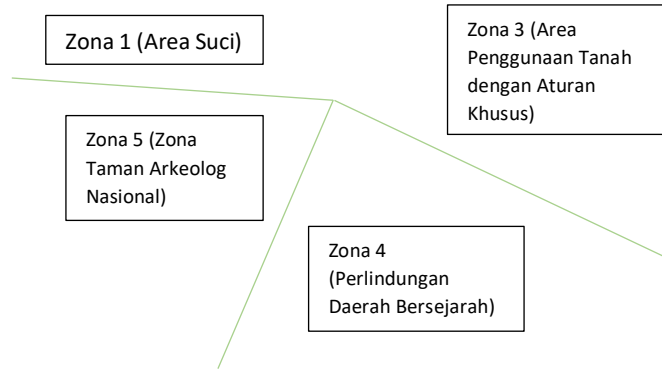 Zona 1 (Area Suci)
Zona 3 (Area
Penggunaan Tanah
dengan Aturan
Khusus)
Zona 5 (Zona
Taman Arkeolog
Nasional)
Zona 4
(Perlindungan
Daerah Bersejarah)